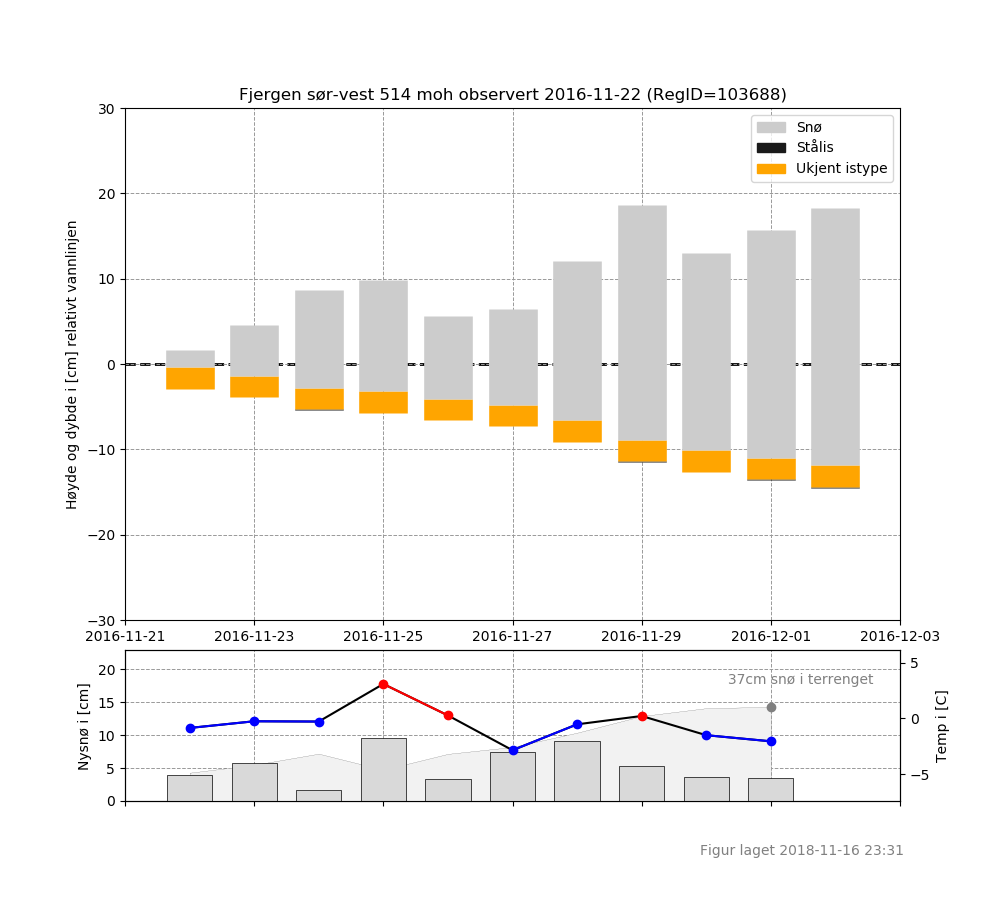 Fjergen sør-vest 514 moh observert 2016-11-22 (RegID=103688)
30
20
10
0
−10
−20
−30
Høyde og dybde i [cm] relativt vannlinjen
Snø
Stålis
Ukjent istype
2016-11-21 2016-11-23 2016-11-25 2016-11-27 2016-11-29 2016-12-01 2016-12-03
20
15
10
5
0
Nysnø i [cm]
37cm snø i terrenget
5
0
−5
Temp i [C]
Figur laget 2018-11-16 23:31